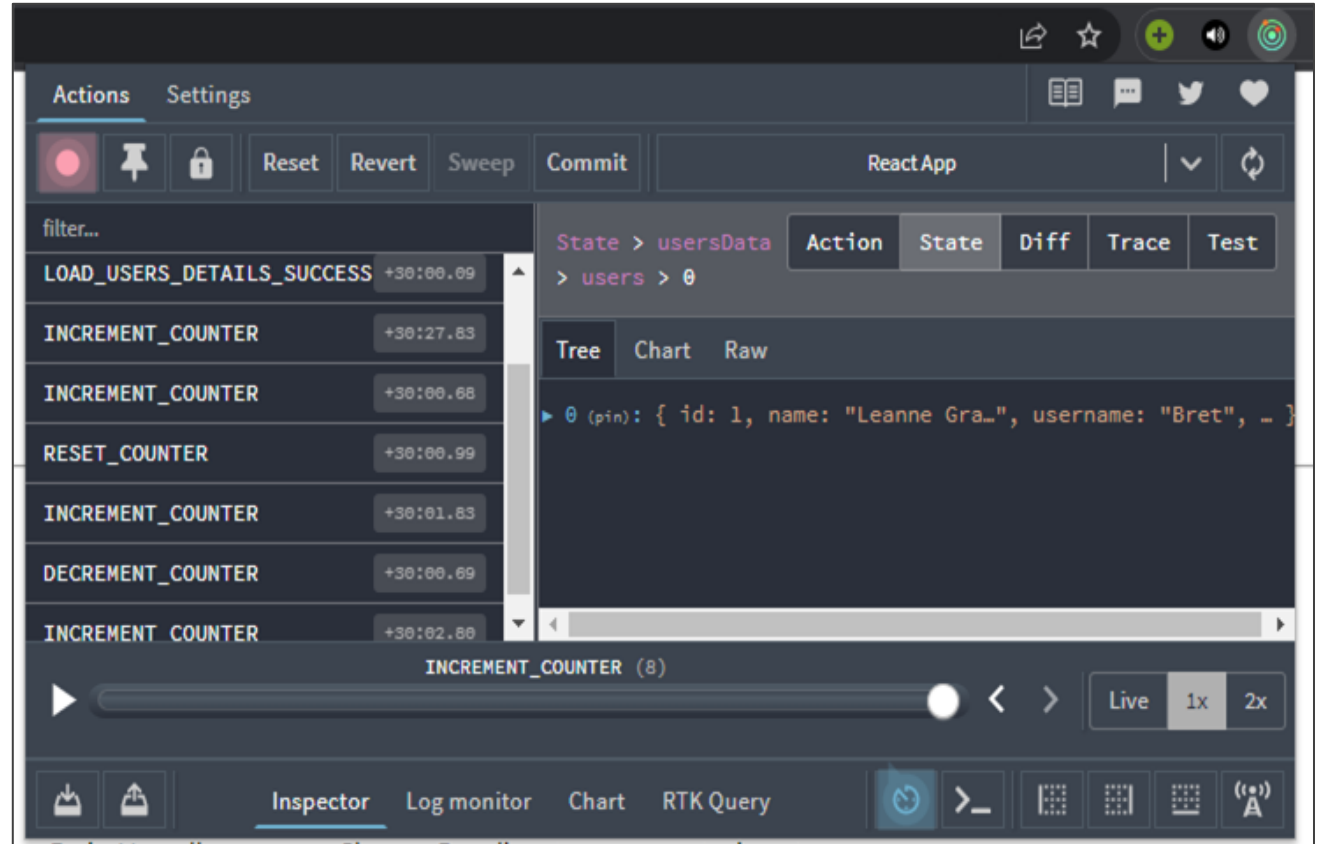 Actions Settings
Reset Revert Sweep Commit React App
filter...
State > usersData
> users > 0
Action State Diff Trace Test
LOAD_USERS_DETAILS_SUCCESS +30:00.09
INCREMENT_COUNTER +30:27.83
INCREMENT_COUNTER +30:00.68
RESET_COUNTER +30:00.99
INCREMENT_COUNTER +30:01.83
DECREMENT_COUNTER +30:00.69
INCREMENT_COUNTER +30:02.80
Tree Chart Raw
0 (pin): { id: 1, name: "Leanne Gra…", username: "Bret", … }
INCREMENT_COUNTER (8)
Live 1x 2x
Inspector Log monitor Chart RTK Query